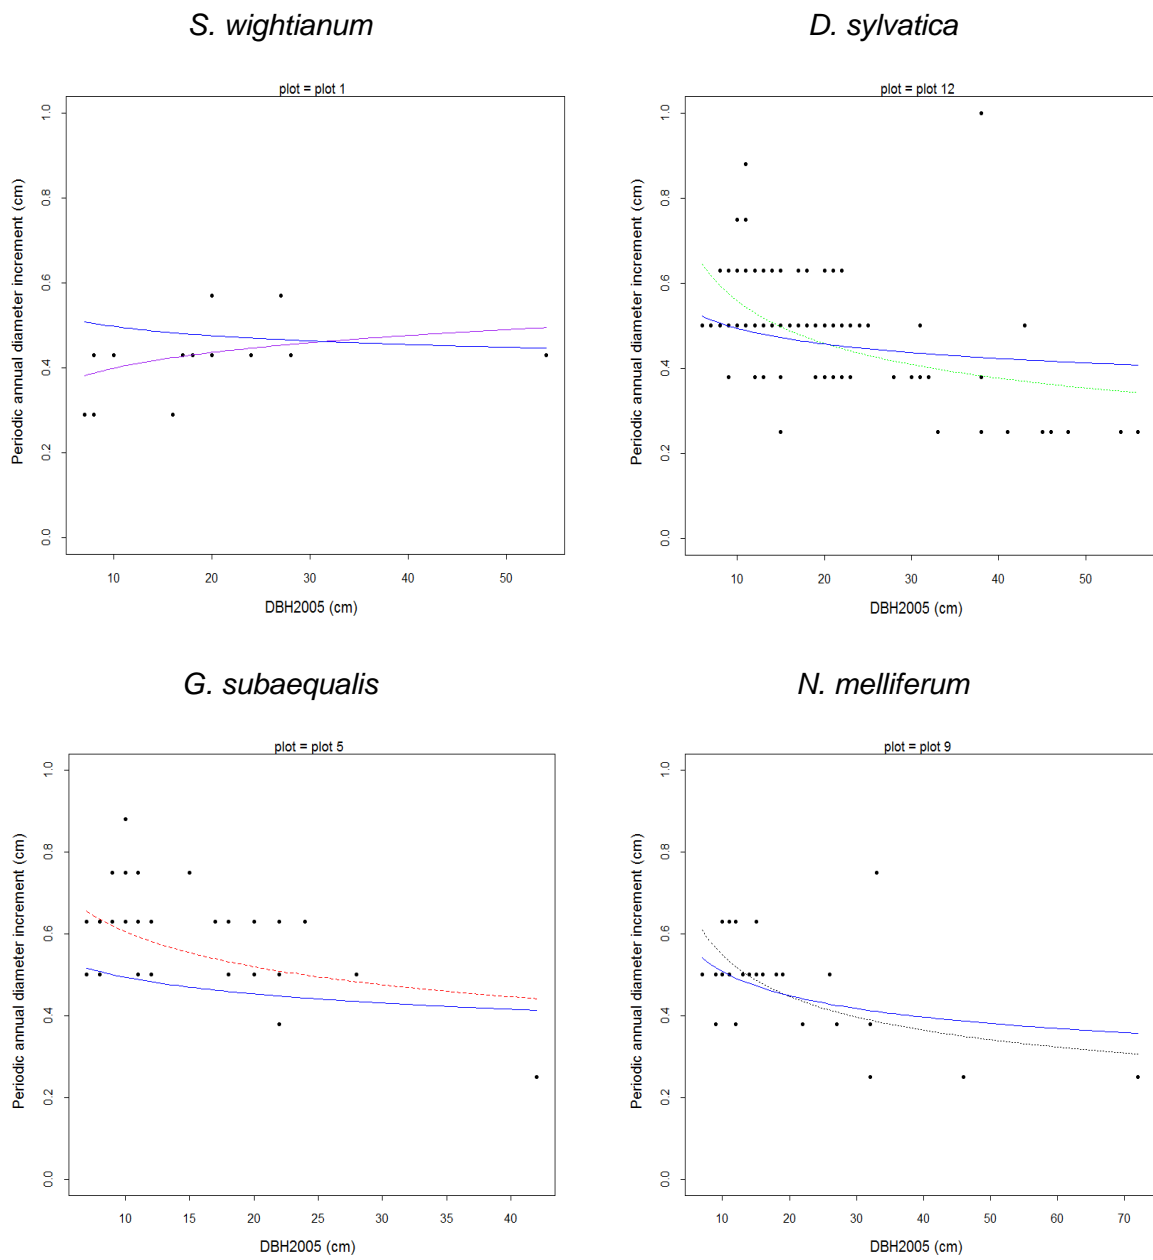 S. wightianum
plot = plot 1
Periodic annual diameter increment (cm)
0.0 0.2 0.4 0.6 0.8 1.0
10 20 30 40 50
DBH2005 (cm)
D. sylvatica
plot = plot 12
Periodic annual diameter increment (cm)
0.0 0.2 0.4 0.6 0.8 1.0
10 20 30 40 50
DBH2005 (cm)
G. subaequalis
plot = plot 5
Periodic annual diameter increment (cm)
0.0 0.2 0.4 0.6 0.8 1.0
10 15 20 25 30 35 40
DBH2005 (cm)
N. melliferum
plot = plot 9
Periodic annual diameter increment (cm)
0.0 0.2 0.4 0.6 0.8 1.0
10 20 30 40 50 60 70
DBH2005 (cm)